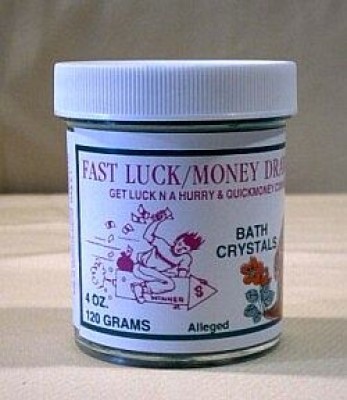 FAST LUCK/MONEY DRA
GET LUCK N A HURRY & QUICKMONEY
BATH
CRYSTALS
WINNER $
4 OZ.
120 GRAMS
Alleged